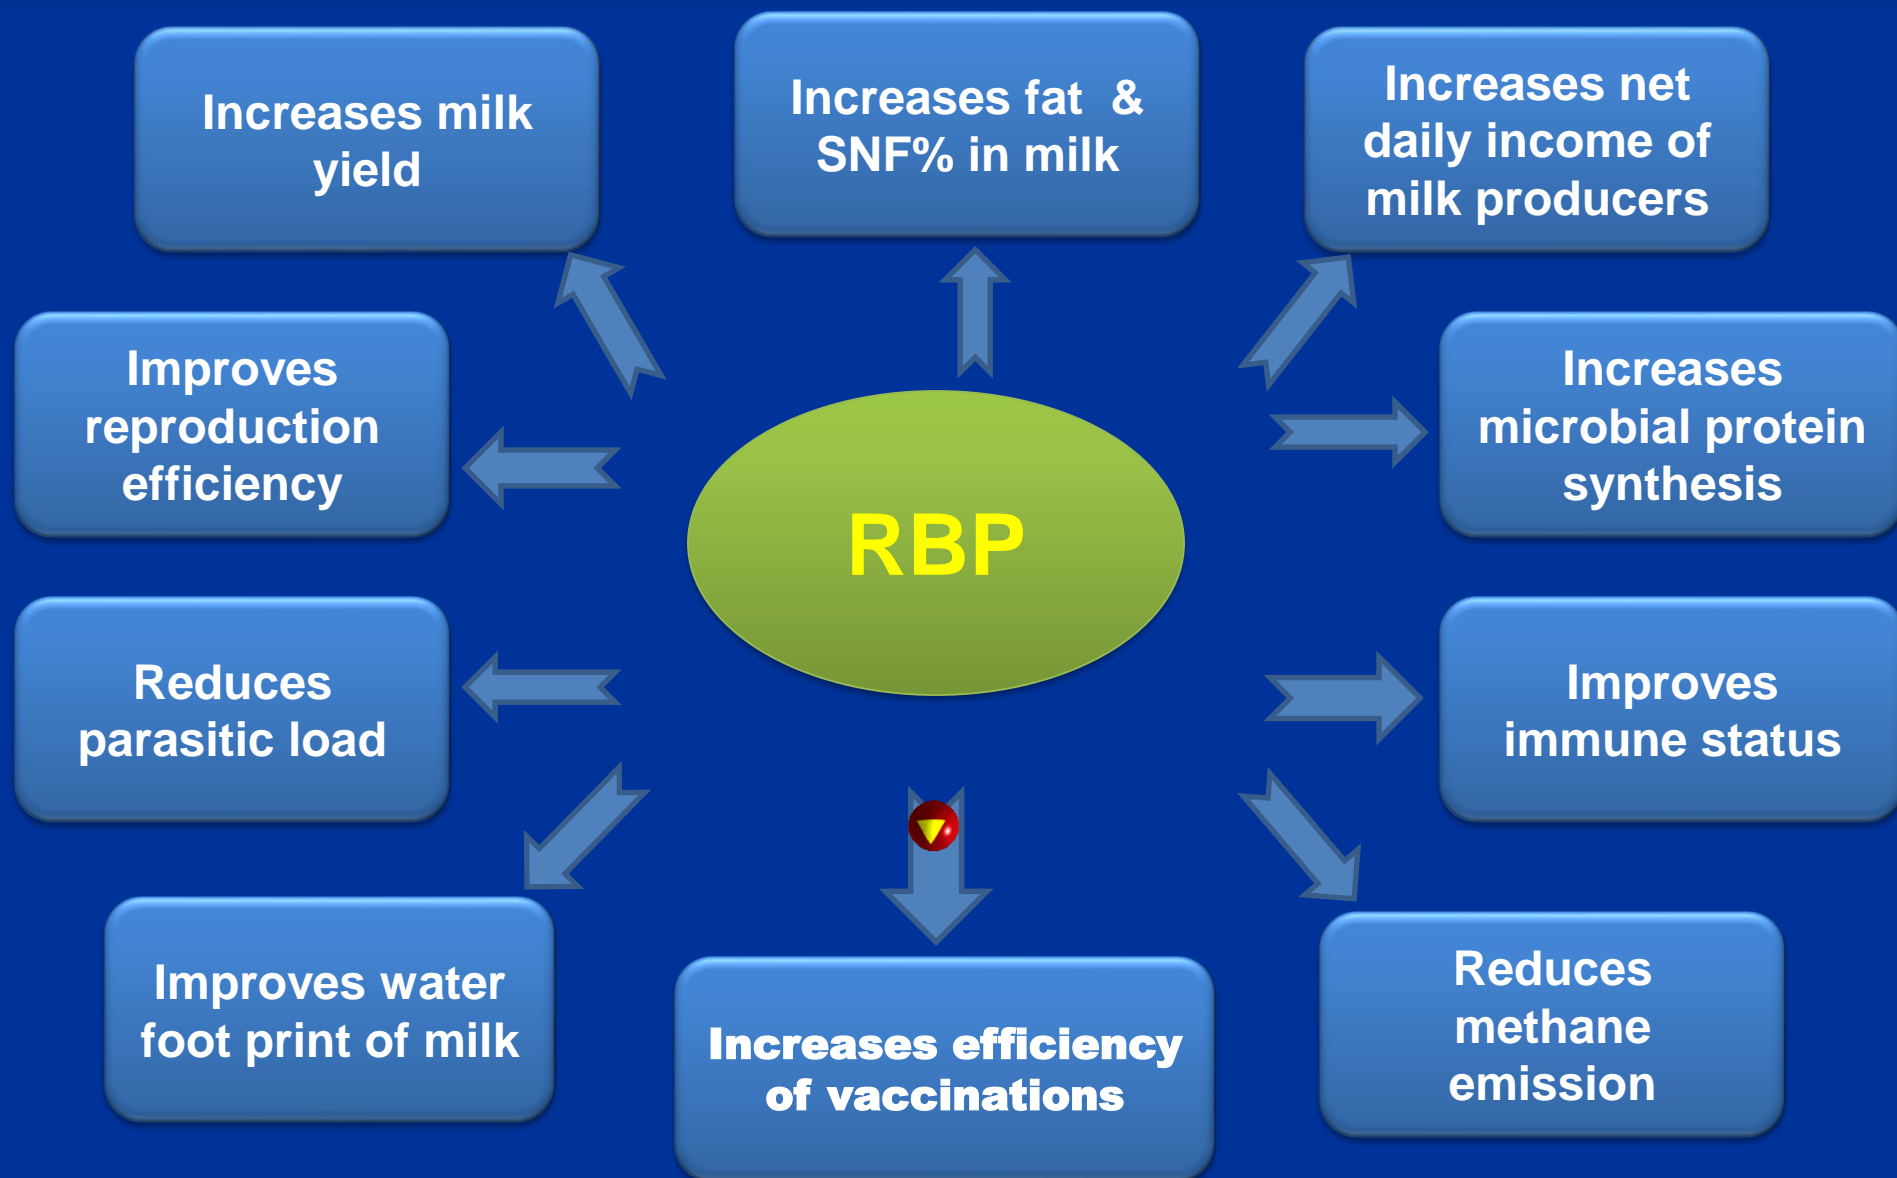 Increases milk
yield
Increases fat & 
SNF% in milk
Increases net
daily income of
milk producers
Improves
reproduction
efficiency
Increases
microbial protein
synthesis
RBP
Reduces
parasitic load
Improves
immune status
Improves water
foot print of milk
Increases efficiency
of vaccinations
Reduces
methane
emission